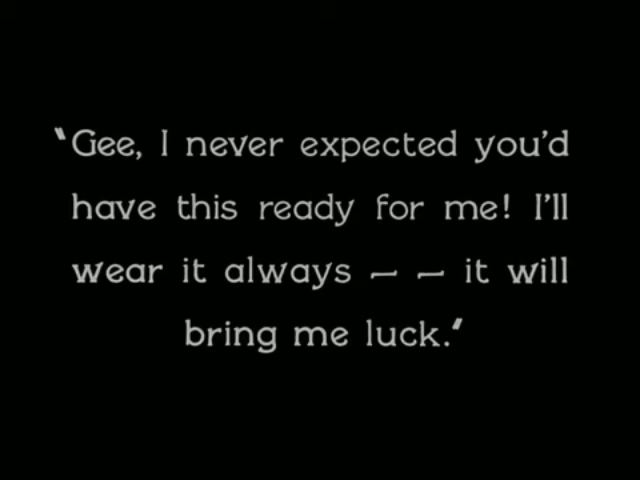 "Gee, I never expected you'd
have this ready for me! I'll
wear it always — — it will
bring me luck."